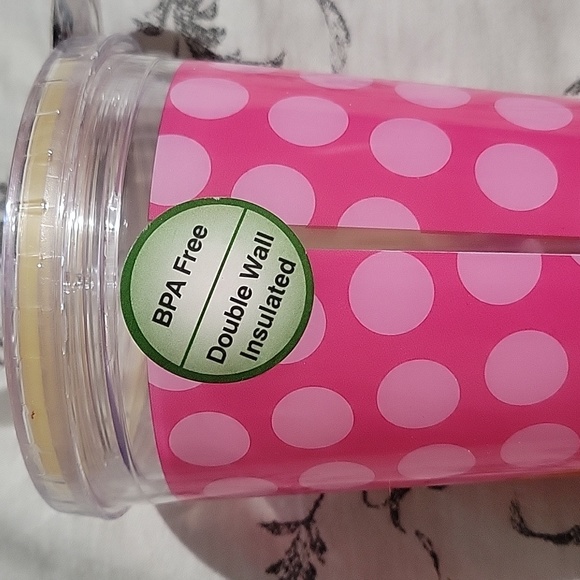 BPA Free
Double Wall
Insulated